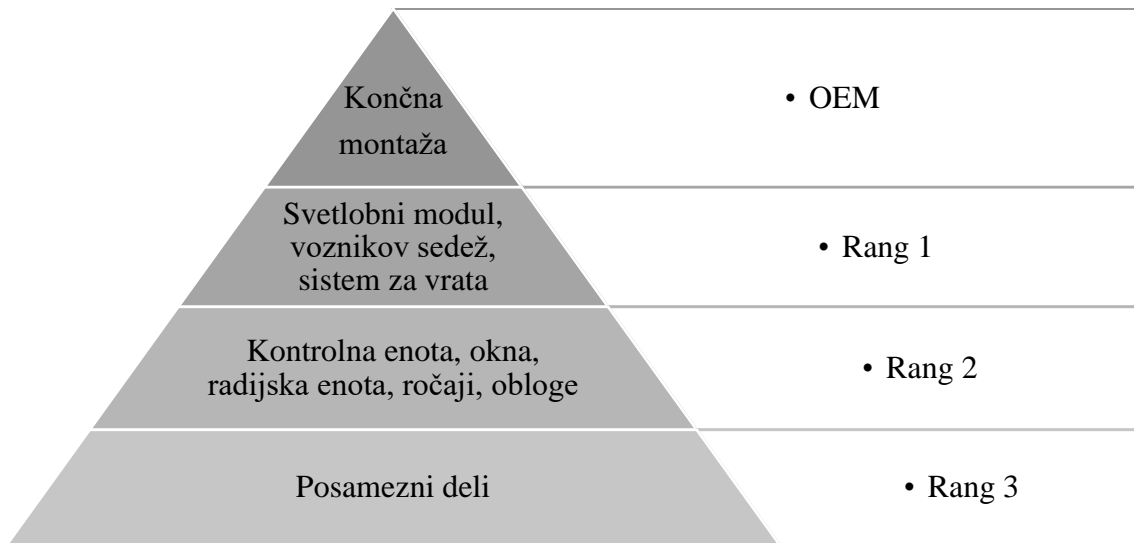 Končna
montaža
• OEM
Svetlobni modul,
voznikov sedež,
sistem za vrata
• Rang 1
Kontrolna enota, okna,
radijska enota, ročaji, obloge
• Rang 2
Posamezni deli
• Rang 3